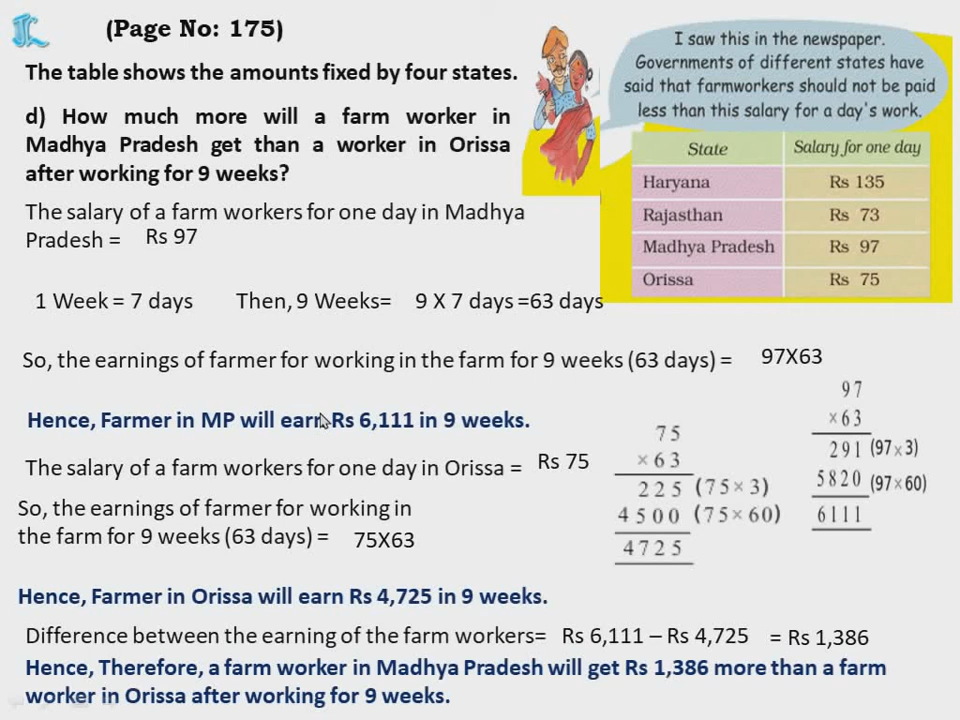 (Page No: 175)
The table shows the amounts fixed by four states.
d) How much more will a farm worker in
Madhya Pradesh get than a worker in Orissa
after working for 9 weeks?
I saw this in the newspaper.
Governments of different states have
said that farmworkers should not be paid
less than this salary for a day's work.
State Salary for one day
Haryana Rs 135
Rajasthan Rs 73
Madhya Pradesh Rs 97
Orissa Rs 75
The salary of a farm workers for one day in Madhya
Pradesh = Rs 97
1 Week = 7 days Then, 9 Weeks= 9 X 7 days =63 days
So, the earnings of farmer for working in the farm for 9 weeks (63 days) = 97X63
97
×63
291 (97×3)
5820 (97×60)
6111
Hence, Farmer in MP will earn Rs 6,111 in 9 weeks.
The salary of a farm workers for one day in Orissa = Rs 75
So, the earnings of farmer for working in
the farm for 9 weeks (63 days) = 75X63
75
×63
225 (75×3)
4500 (75×60)
4725
Hence, Farmer in Orissa will earn Rs 4,725 in 9 weeks.
Difference between the earning of the farm workers= Rs 6,111 – Rs 4,725 = Rs 1,386
Hence, Therefore, a farm worker in Madhya Pradesh will get Rs 1,386 more than a farm
worker in Orissa after working for 9 weeks.